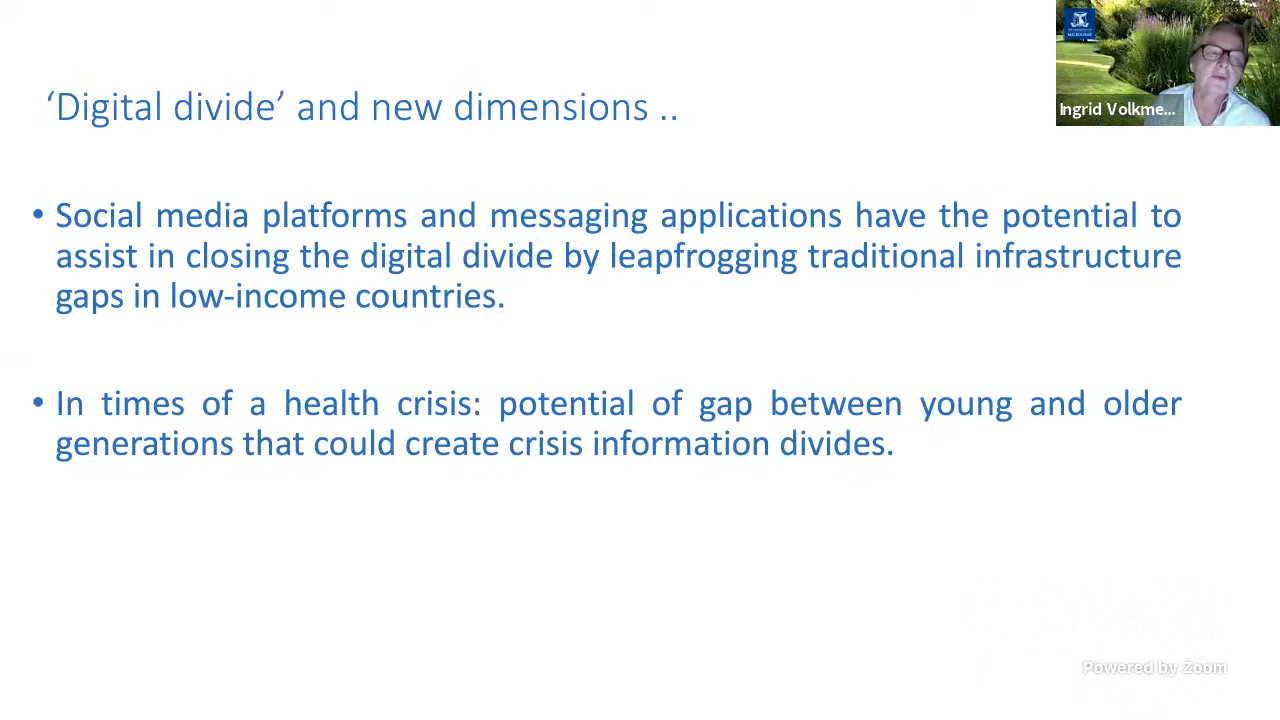 ‘Digital divide’ and new dimensions ..
MELBOURNE
Ingrid Volkme...
• Social media platforms and messaging applications have the potential to
assist in closing the digital divide by leapfrogging traditional infrastructure
gaps in low-income countries.
• In times of a health crisis: potential of gap between young and older
generations that could create crisis information divides.
Powered by Zoom